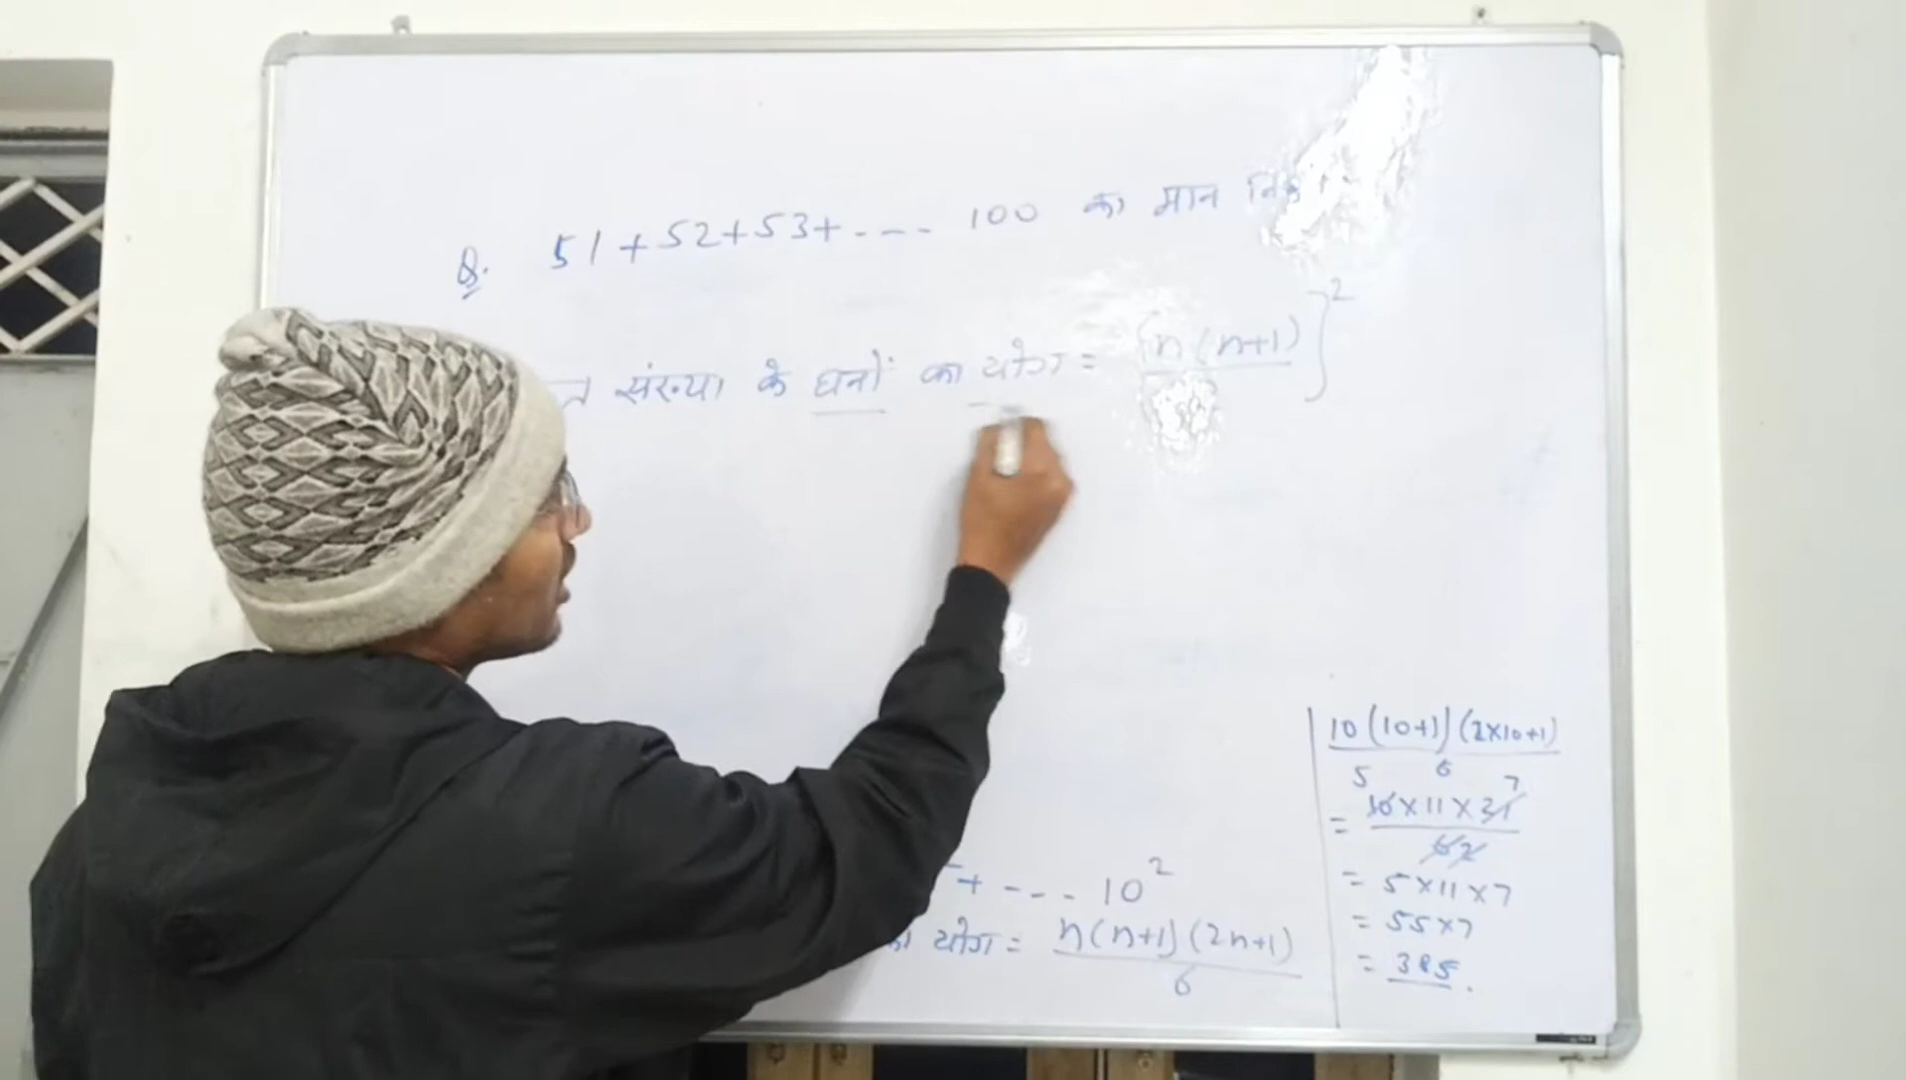 Q. 51+52+53+---- 100 का मान
संख्या के घनों का योग = {n(n+1)}²
+ --- 10²
का योग = n(n+1)(2n+1)
6
10(10+1)(2×10+1)
6
5 7
= 10×11×21
6 2
= 5×11×7
= 55×7
= 385.